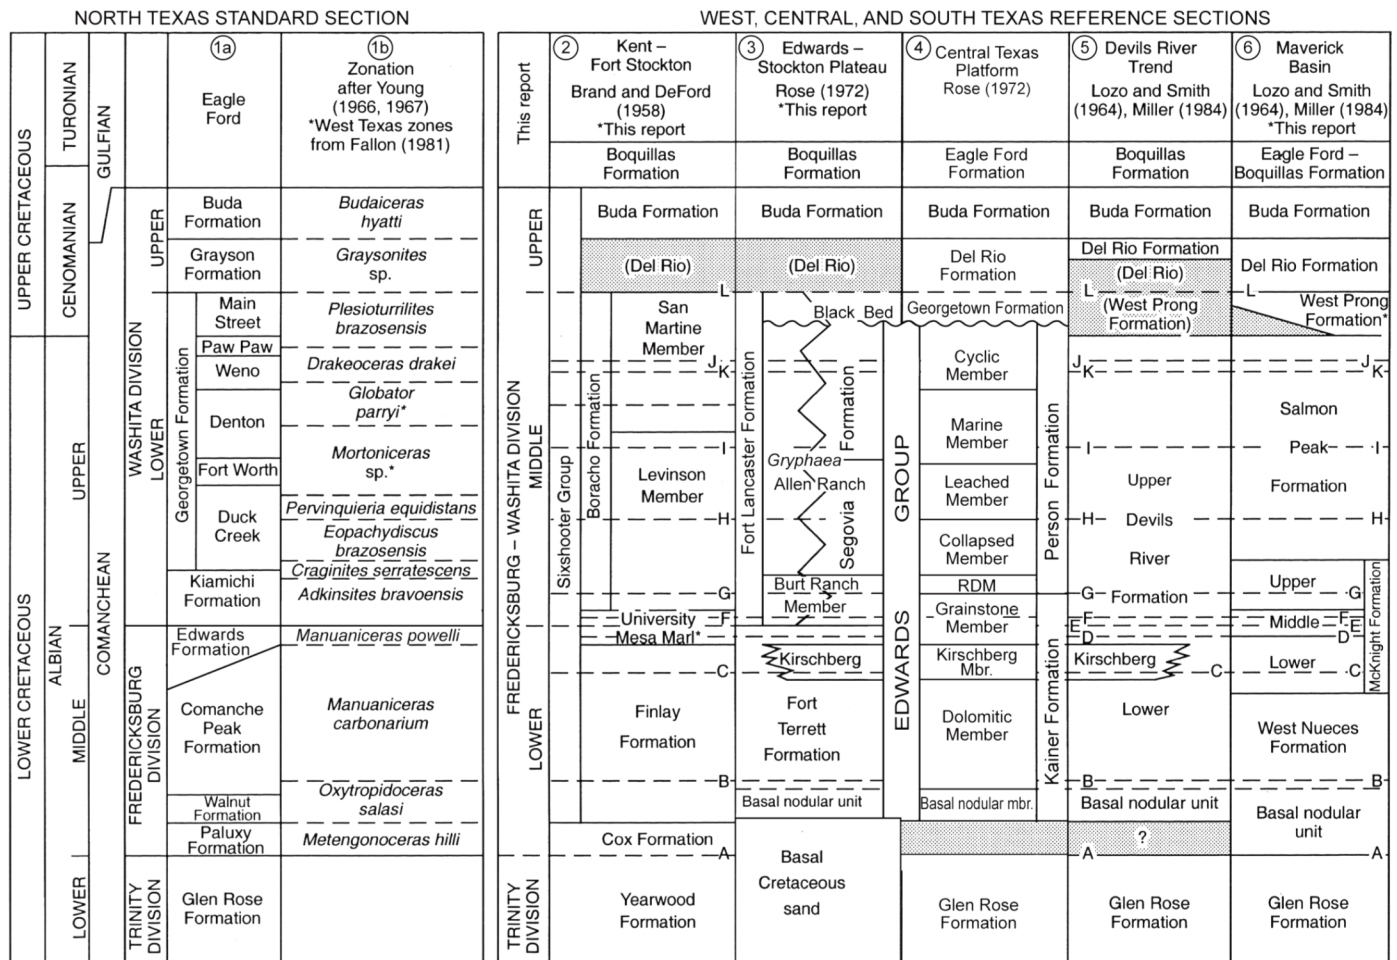 NORTH TEXAS STANDARD SECTION
WEST, CENTRAL, AND SOUTH TEXAS REFERENCE SECTIONS
UPPER CRETACEOUS
LOWER CRETACEOUS
TURONIAN
CENOMANIAN
UPPER
ALBIAN
MIDDLE
LOWER
GULFIAN
COMANCHEAN
UPPER
WASHITA DIVISION
LOWER
FREDERICKSBURG
DIVISION
TRINITY
DIVISION
1a
Eagle
Ford
Buda
Formation
Grayson
Formation
Georgetown Formation
Main
Street
Paw Paw
Weno
Denton
Fort Worth
Duck
Creek
Kiamichi
Formation
Edwards
Formation
Comanche
Peak
Formation
Walnut
Formation
Paluxy
Formation
Glen Rose
Formation
1b
Zonation
after Young
(1966, 1967)
*West Texas zones
from Fallon (1981)
Budaiceras
hyatti
Graysonites
sp.
Plesioturrilites
brazosensis
Drakeoceras drakei
Globator
parryi*
Mortoniceras
sp.*
Pervinquieria equidistans
Eopachydiscus
brazosensis
Craginites serratescens
Adkinsites bravoensis
Manuaniceras powelli
Manuaniceras
carbonarium
Oxytropidoceras
salasi
Metengonoceras hilli
This report
UPPER
FREDERICKSBURG – WASHITA DIVISION
MIDDLE
LOWER
TRINITY
DIVISION
2
Kent –
Fort Stockton
Brand and DeFord
(1958)
*This report
Boquillas
Formation
Buda Formation
(Del Rio)
L
Sixshooter Group
Boracho Formation
San
Martine
Member
J
K
I
Levinson
Member
H
G
University
F
Mesa Marl*
C
Finlay
Formation
B
Cox Formation
A
Yearwood
Formation
3
Edwards –
Stockton Plateau
Rose (1972)
*This report
Boquillas
Formation
Buda Formation
(Del Rio)
Black Bed
Fort Lancaster Formation
Segovia Formation
Gryphaea
Allen Ranch
Burt Ranch
Member
Kirschberg
Fort
Terrett
Formation
Basal nodular unit
Basal
Cretaceous
sand
EDWARDS GROUP
4
Central Texas
Platform
Rose (1972)
Eagle Ford
Formation
Buda Formation
Del Rio
Formation
Georgetown Formation
Cyclic
Member
Marine
Member
Leached
Member
Collapsed
Member
RDM
Grainstone
Member
Kirschberg
Mbr.
Dolomitic
Member
Basal nodular mbr.
Person Formation
Kainer Formation
Glen Rose
Formation
5
Devils River
Trend
Lozo and Smith
(1964), Miller (1984)
Boquillas
Formation
Buda Formation
Del Rio Formation
(Del Rio)
L
(West Prong
Formation)
J
K
I
Upper
H
Devils
River
G
Formation
F
E
D
Kirschberg
C
Lower
B
Basal nodular unit
?
A
Glen Rose
Formation
6
Maverick
Basin
Lozo and Smith
(1964), Miller (1984)
*This report
Eagle Ford –
Boquillas Formation
Buda Formation
Del Rio Formation
L
West Prong
Formation*
J
K
Salmon
Peak
I
Formation
H
McKnight Formation
Upper
G
Middle
F
E
D
Lower
C
West Nueces
Formation
B
Basal nodular
unit
A
Glen Rose
Formation